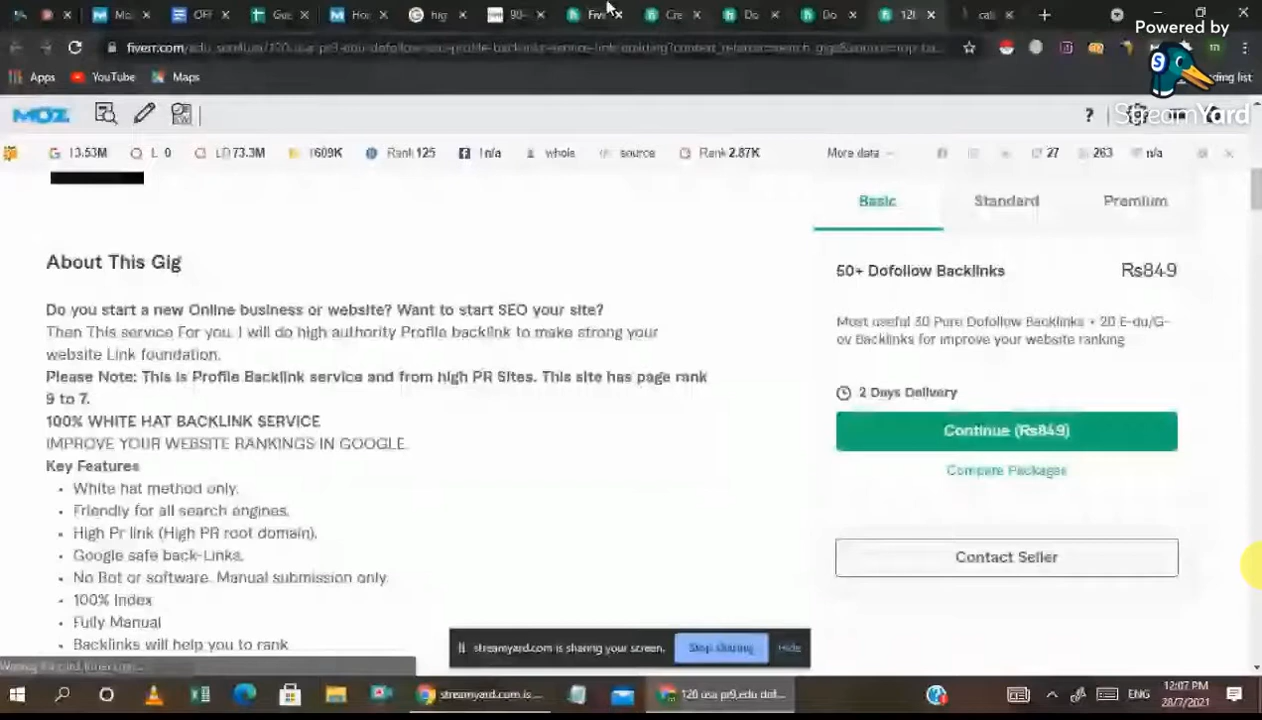 Powered by
StreamYard
Apps
YouTube
Maps
MOZ
?
13.53M
L 0
LD 73.3M
I 609K
Rank 125
n/a
whole
source
Rank 2.87K
More data
27
263
n/a
Basic
Standard
Premium
50+ Dofollow Backlinks
Rs849
Most useful 30 Pure Dofollow Backlinks + 20 E-du/G-
ov Backlinks for improve your website ranking
2 Days Delivery
Continue (Rs849)
Compare Packages
Contact Seller
About This Gig
Do you start a new Online business or website? Want to start SEO your site?
Then This service For you. I will do high authority Profile backlink to make strong your
website Link foundation.
Please Note: This is Profile Backlink service and from high PR Sites. This site has page rank
9 to 7.
100% WHITE HAT BACKLINK SERVICE
IMPROVE YOUR WEBSITE RANKINGS IN GOOGLE.
Key Features
• White hat method only.
• Friendly for all search engines.
• High Pr link (High PR root domain).
• Google safe back-Links.
• No Bot or software. Manual submission only.
• 100% Index
• Fully Manual
• Backlinks will help you to rank
streamyard.com is sharing your screen.
Stop sharing
Hide
streamyard.com is ...
120 usa pr9,edu dof...
ENG
12:07 PM
28/7/2021